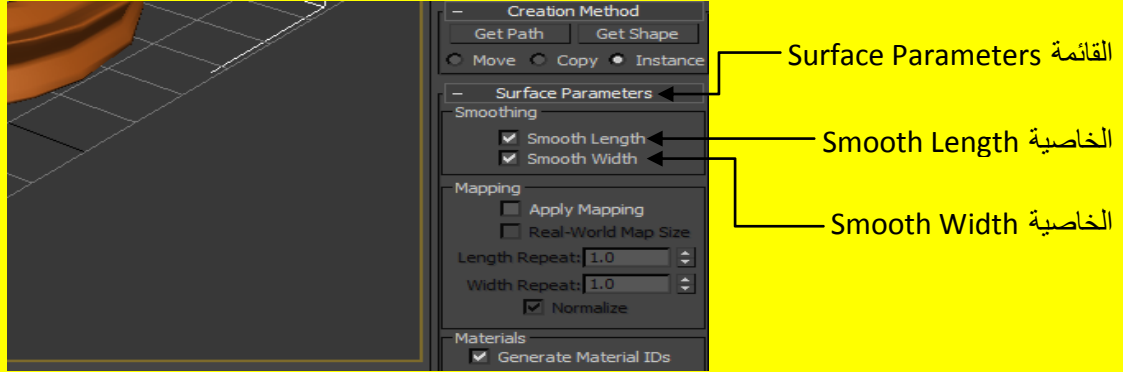 − Creation Method
Get Path Get Shape
Move Copy Instance
− Surface Parameters
Smoothing
Smooth Length
Smooth Width
Mapping
Apply Mapping
Real-World Map Size
Length Repeat: 1.0
Width Repeat: 1.0
Normalize
Materials
Generate Material IDs
القائمة Surface Parameters
الخاصية Smooth Length
الخاصية Smooth Width